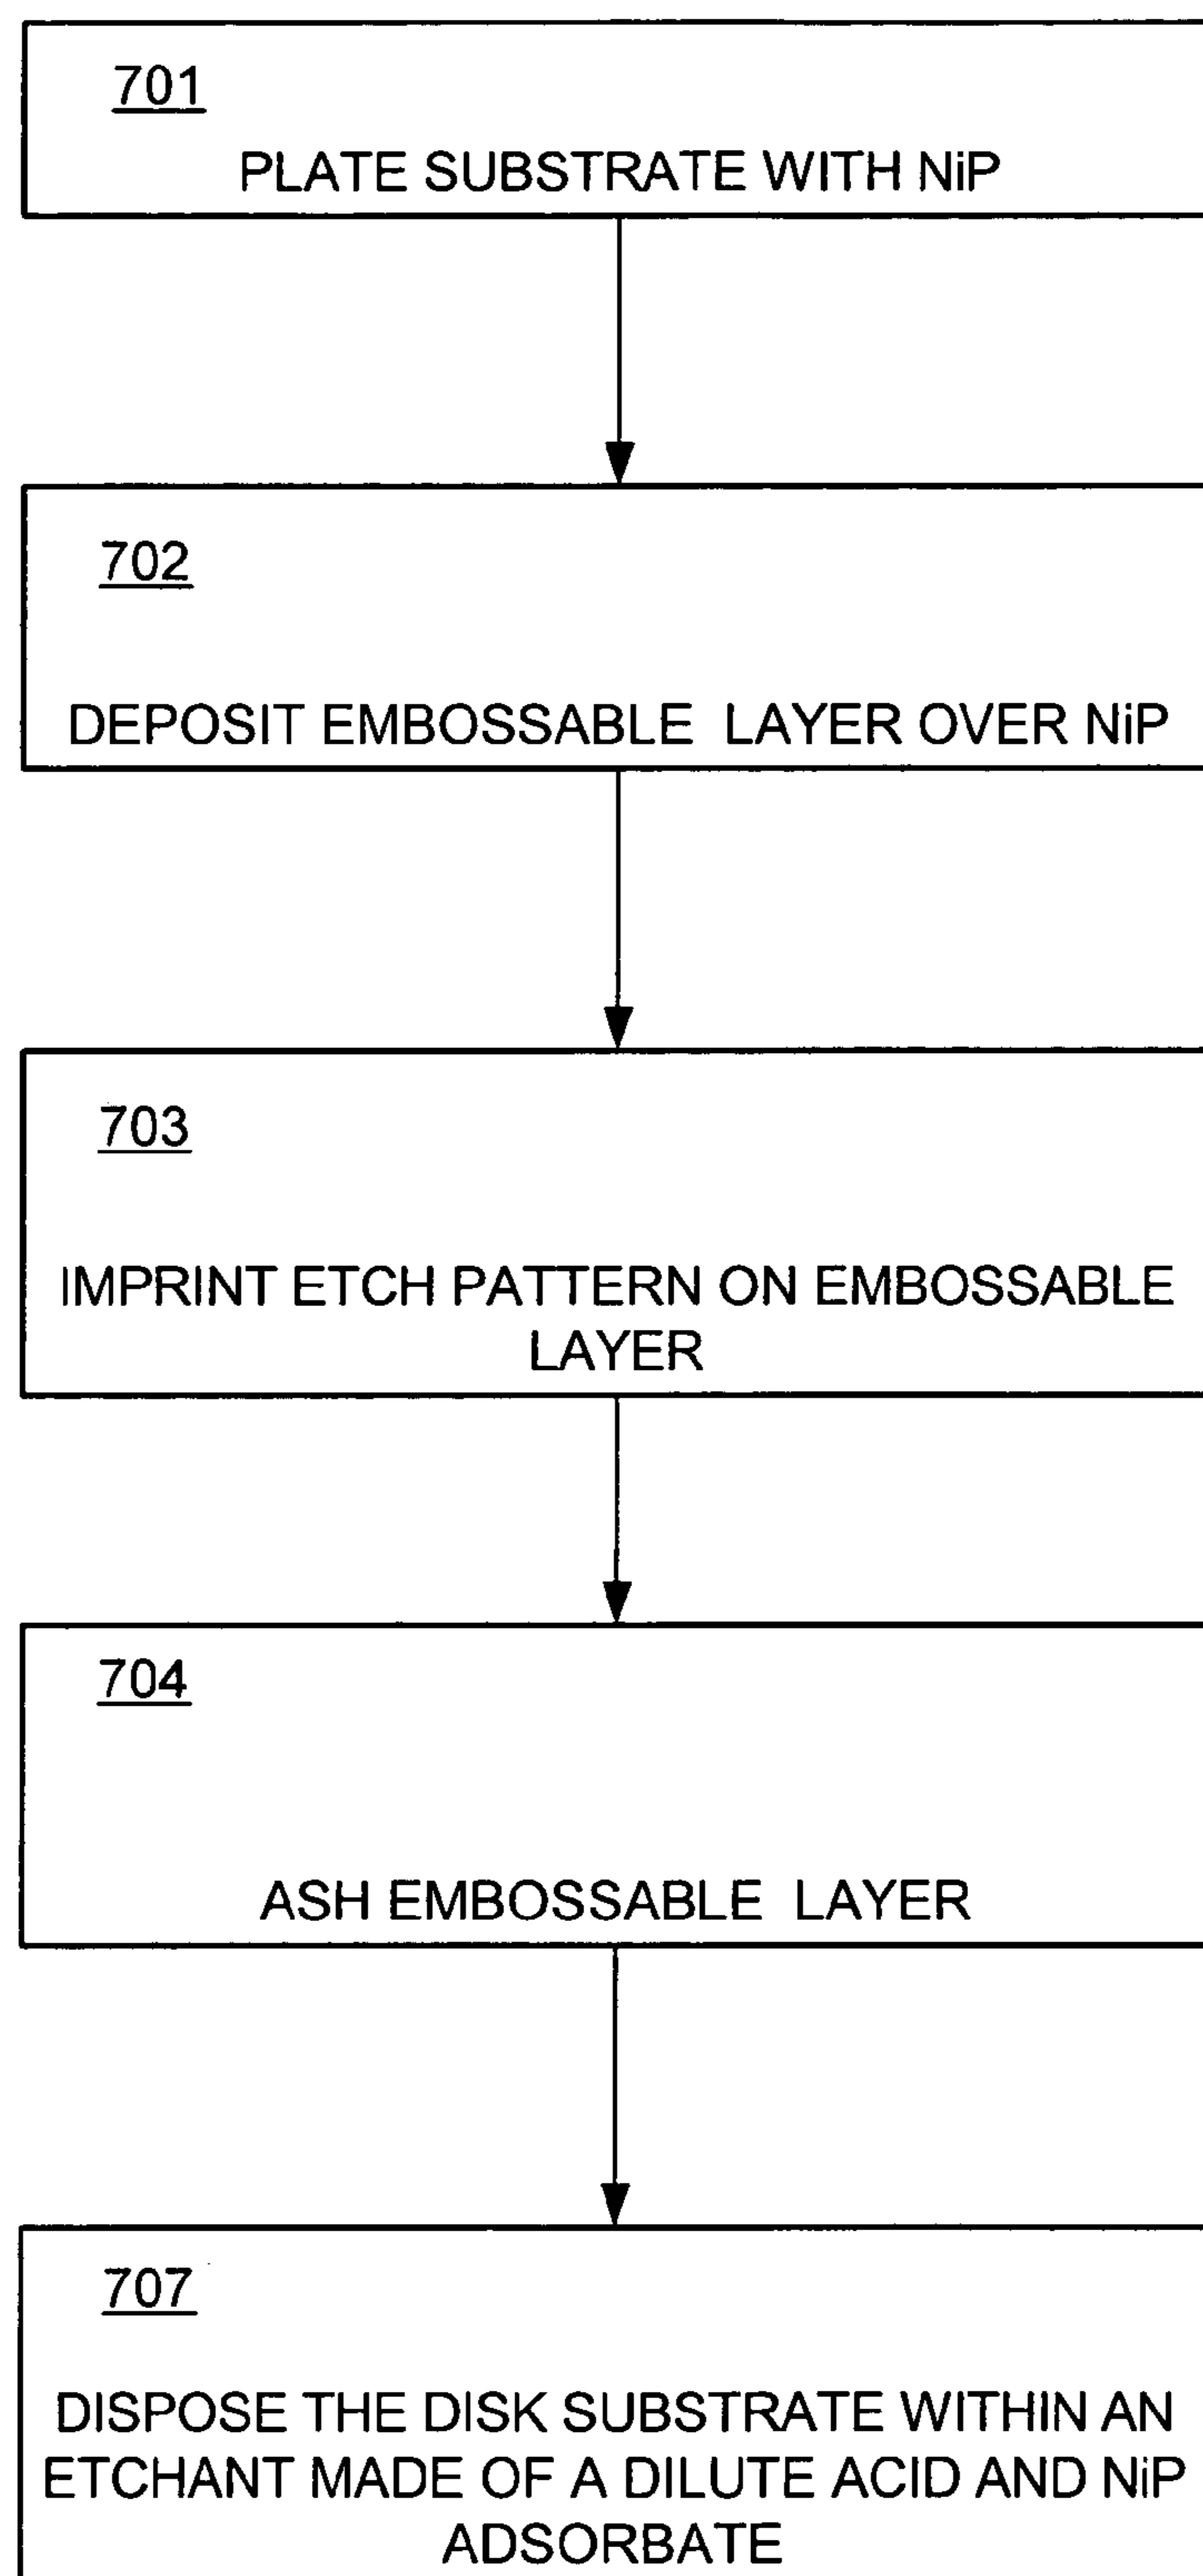 701
PLATE SUBSTRATE WITH NiP
702
DEPOSIT EMBOSSABLE LAYER OVER NiP
703
IMPRINT ETCH PATTERN ON EMBOSSABLE
LAYER
704
ASH EMBOSSABLE LAYER
707
DISPOSE THE DISK SUBSTRATE WITHIN AN
ETCHANT MADE OF A DILUTE ACID AND NiP
ADSORBATE